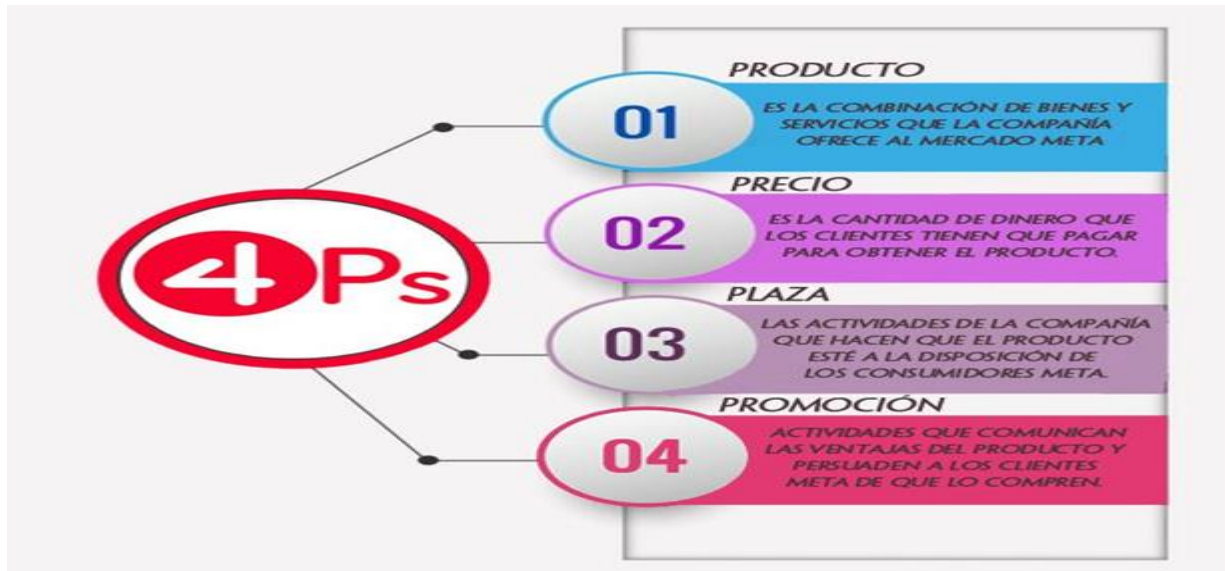 4Ps
PRODUCTO
01
ES LA COMBINACIÓN DE BIENES Y
SERVICIOS QUE LA COMPAÑÍA
OFRECE AL MERCADO META
PRECIO
02
ES LA CANTIDAD DE DINERO QUE
LOS CLIENTES TIENEN QUE PAGAR
PARA OBTENER EL PRODUCTO.
PLAZA
03
LAS ACTIVIDADES DE LA COMPAÑÍA
QUE HACEN QUE EL PRODUCTO
ESTÉ A LA DISPOSICIÓN DE
LOS CONSUMIDORES META.
PROMOCIÓN
04
ACTIVIDADES QUE COMUNICAN
LAS VENTAJAS DEL PRODUCTO Y
PERSUADEN A LOS CLIENTES
META DE QUE LO COMPREN.